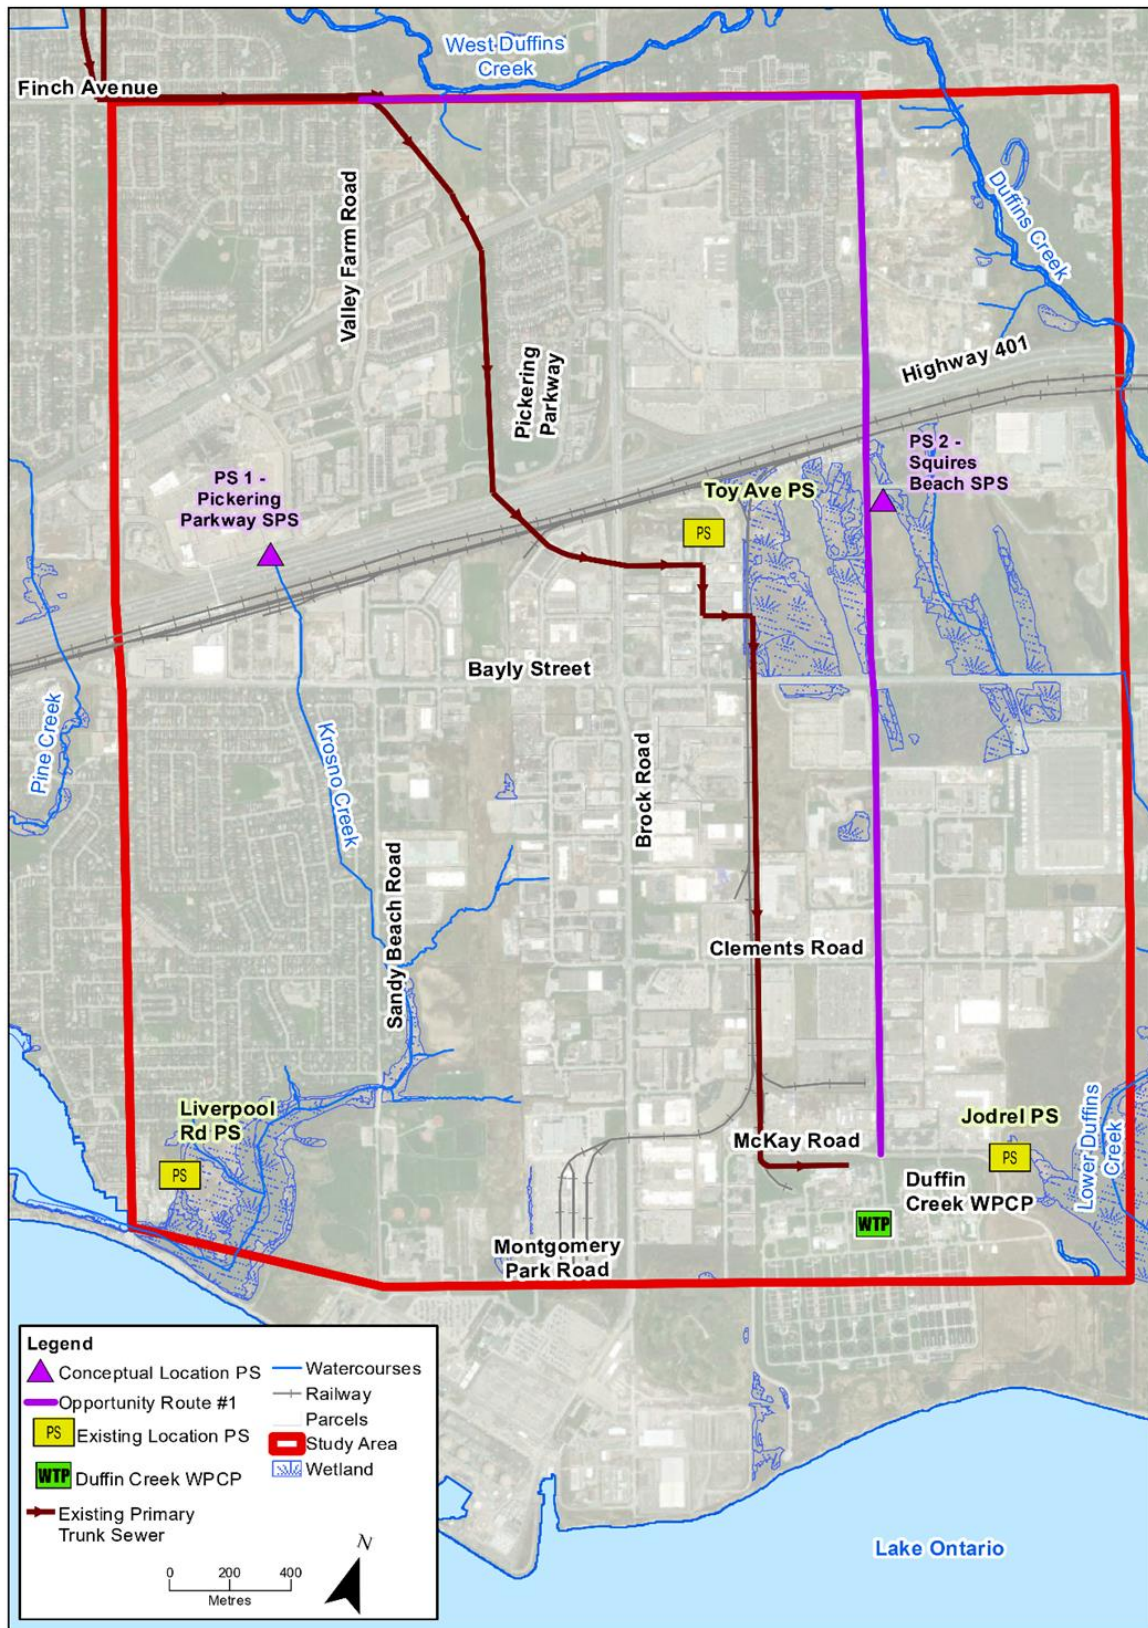 West Duffins
Creek
Finch Avenue
Valley Farm Road
Duffins Creek
Highway 401
Pickering
Parkway
PS 1 -
Pickering
Parkway SPS
PS 2 -
Squires
Beach SPS
Toy Ave PS
PS
Bayly Street
Pine Creek
Krosno Creek
Brock Road
Sandy Beach Road
Clements Road
Liverpool
Rd PS
PS
McKay Road
Jodrel PS
PS
Lower Duffins
Creek
Duffin
Creek WPCP
WTP
Montgomery
Park Road
Legend
Conceptual Location PS
Opportunity Route #1
PS Existing Location PS
WTP Duffin Creek WPCP
Existing Primary
Trunk Sewer
Watercourses
Railway
Parcels
Study Area
Wetland
N
0 200 400
Metres
Lake Ontario